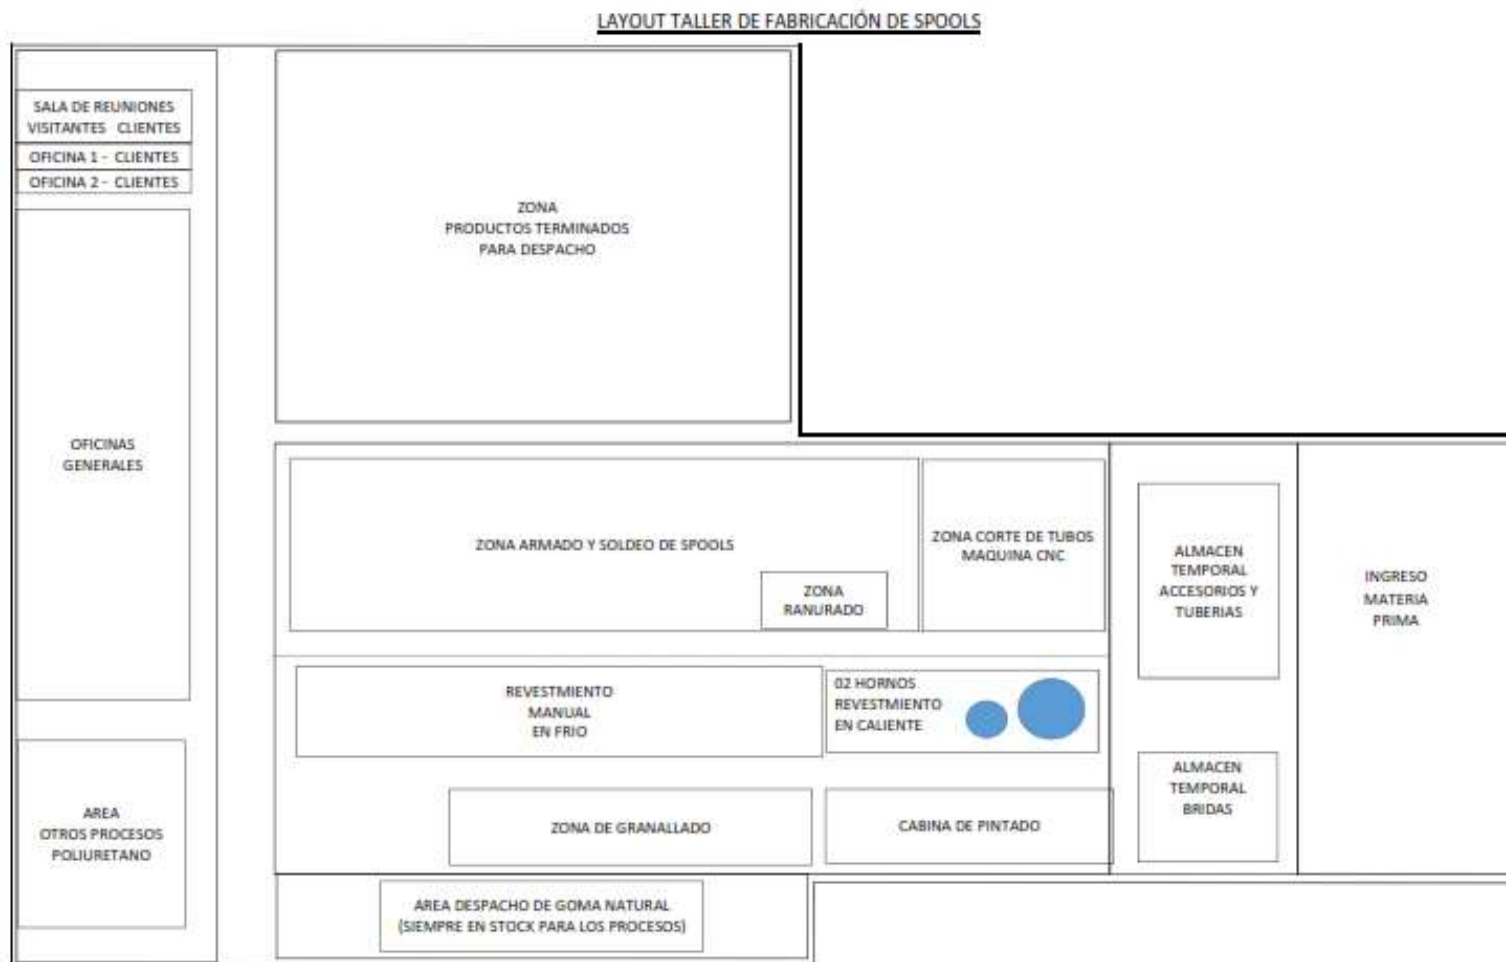 LAYOUT TALLER DE FABRICACIÓN DE SPOOLS
SALA DE REUNIONES
VISITANTES CLIENTES
OFICINA 1 - CLIENTES
OFICINA 2 - CLIENTES
ZONA
PRODUCTOS TERMINADOS
PARA DESPACHO
OFICINAS
GENERALES
ZONA ARMADO Y SOLDEO DE SPOOLS
ZONA
RANURADO
ZONA CORTE DE TUBOS
MAQUINA CNC
ALMACEN
TEMPORAL
ACCESORIOS Y
TUBERIAS
INGRESO
MATERIA
PRIMA
REVESTMIENTO
MANUAL
EN FRIO
02 HORNOS
REVESTMIENTO
EN CALIENTE
ALMACEN
TEMPORAL
BRIDAS
AREA
OTROS PROCESOS
POLIURETANO
ZONA DE GRANALLADO
CABINA DE PINTADO
AREA DESPACHO DE GOMA NATURAL
(SIEMPRE EN STOCK PARA LOS PROCESOS)